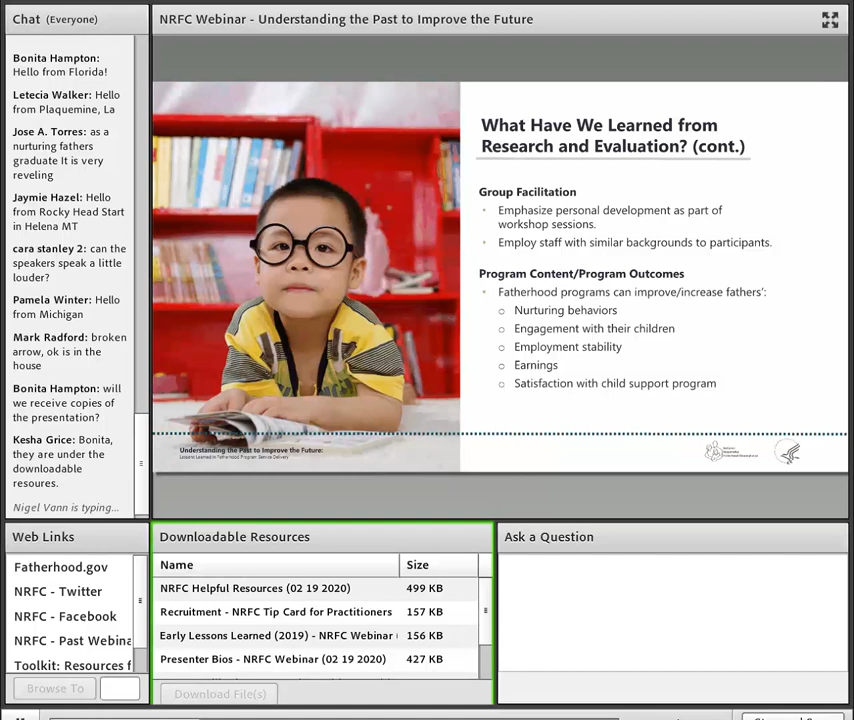 Chat (Everyone)
NRFC Webinar - Understanding the Past to Improve the Future
Bonita Hampton:
Hello from Florida!
Letecia Walker: Hello
from Plaquemine, La
Jose A. Torres: as a
nurturing fathers
graduate It is very
reveling
Jaymie Hazel: Hello
from Rocky Head Start
in Helena MT
cara stanley 2: can the
speakers speak a little
louder?
Pamela Winter: Hello
from Michigan
Mark Radford: broken
arrow, ok is in the
house
Bonita Hampton: will
we receive copies of
the presentation?
Kesha Grice: Bonita,
they are under the
downloadable
resoures.
Nigel Vann is typing...
What Have We Learned from
Research and Evaluation? (cont.)
Group Facilitation
Emphasize personal development as part of
workshop sessions.
Employ staff with similar backgrounds to participants.
Program Content/Program Outcomes
Fatherhood programs can improve/increase fathers':
Nurturing behaviors
Engagement with their children
Employment stability
Earnings
Satisfaction with child support program
Understanding the Past to Improve the Future:
Lessons Learned in Fatherhood Program Service Delivery
Web Links
Fatherhood.gov
NRFC - Twitter
NRFC - Facebook
NRFC - Past Webina
Toolkit: Resources f
Browse To
Downloadable Resources
Name Size
NRFC Helpful Resources (02 19 2020) 499 KB
Recruitment - NRFC Tip Card for Practitioners 157 KB
Early Lessons Learned (2019) - NRFC Webinar 156 KB
Presenter Bios - NRFC Webinar (02 19 2020) 427 KB
Download File(s)
Ask a Question